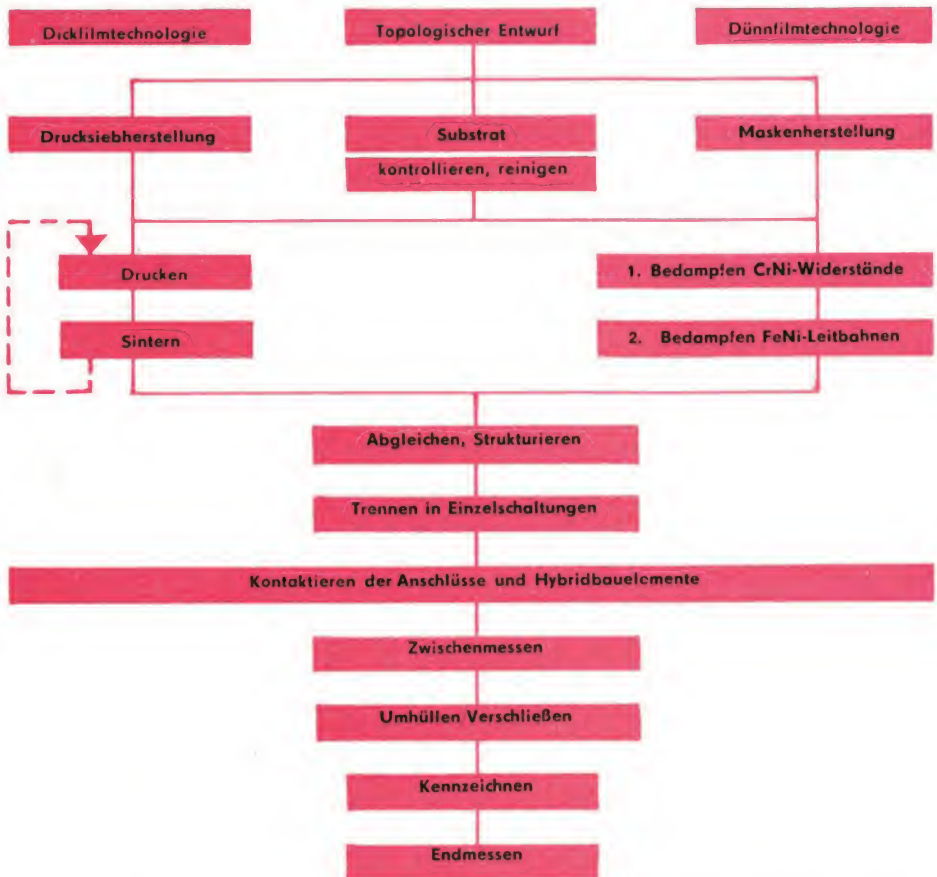 Dickfilmtechnologie
Topologischer Entwurf
Dünnfilmtechnologie
Drucksiebherstellung
Substrat
Maskenherstellung
kontrollieren, reinigen
Drucken
1. Bedampfen CrNi-Widerstände
Sintern
2. Bedampfen FeNi-Leitbahnen
Abgleichen, Strukturieren
Trennen in Einzelschaltungen
Kontaktieren der Anschlüsse und Hybridbauelemente
Zwischenmessen
Umhüllen Verschließen
Kennzeichnen
Endmessen